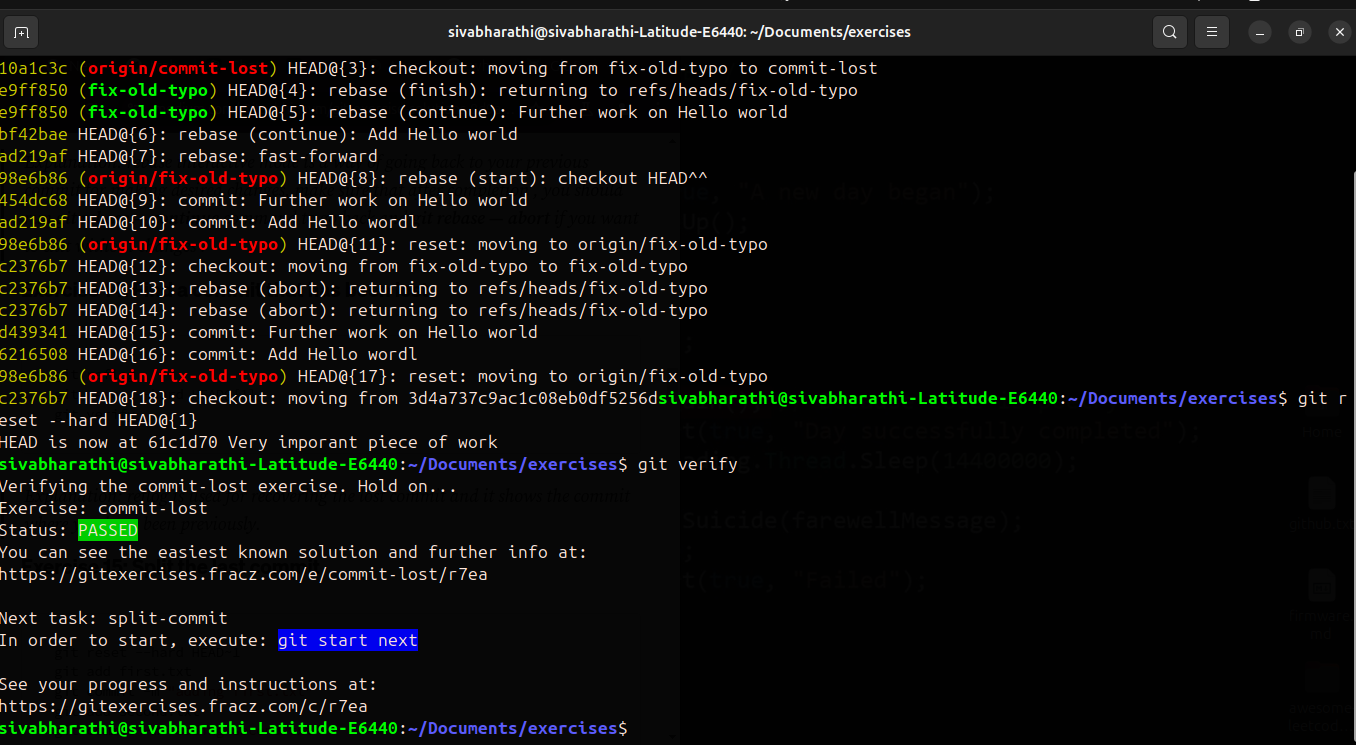 sivabharathi@sivabharathi-Latitude-E6440: ~/Documents/exercises
10a1c3c (origin/commit-lost) HEAD@{3}: checkout: moving from fix-old-typo to commit-lost
e9ff850 (fix-old-typo) HEAD@{4}: rebase (finish): returning to refs/heads/fix-old-typo
e9ff850 (fix-old-typo) HEAD@{5}: rebase (continue): Further work on Hello world
bf42bae HEAD@{6}: rebase (continue): Add Hello world
ad219af HEAD@{7}: rebase: fast-forward
98e6b86 (origin/fix-old-typo) HEAD@{8}: rebase (start): checkout HEAD^^
454dc68 HEAD@{9}: commit: Further work on Hello world
ad219af HEAD@{10}: commit: Add Hello wordl
98e6b86 (origin/fix-old-typo) HEAD@{11}: reset: moving to origin/fix-old-typo
c2376b7 HEAD@{12}: checkout: moving from fix-old-typo to fix-old-typo
c2376b7 HEAD@{13}: rebase (abort): returning to refs/heads/fix-old-typo
c2376b7 HEAD@{14}: rebase (abort): returning to refs/heads/fix-old-typo
d439341 HEAD@{15}: commit: Further work on Hello world
6216508 HEAD@{16}: commit: Add Hello wordl
98e6b86 (origin/fix-old-typo) HEAD@{17}: reset: moving to origin/fix-old-typo
c2376b7 HEAD@{18}: checkout: moving from 3d4a737c9ac1c08eb0df5256dsivabharathi@sivabharathi-Latitude-E6440:~/Documents/exercises$ git r
eset --hard HEAD@{1}
HEAD is now at 61c1d70 Very imporant piece of work
sivabharathi@sivabharathi-Latitude-E6440:~/Documents/exercises$ git verify
Verifying the commit-lost exercise. Hold on...
Exercise: commit-lost
Status: PASSED
You can see the easiest known solution and further info at:
https://gitexercises.fracz.com/e/commit-lost/r7ea
Next task: split-commit
In order to start, execute: git start next
See your progress and instructions at:
https://gitexercises.fracz.com/c/r7ea
sivabharathi@sivabharathi-Latitude-E6440:~/Documents/exercises$